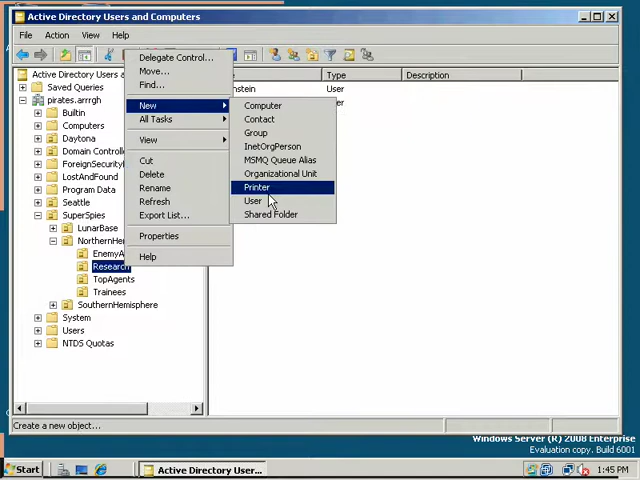 Active Directory Users and Computers
File Action View Help
Active Directory Users and
Saved Queries
pirates.arrrgh
Builtin
Computers
Daytona
Domain Control
ForeignSecurity
LostAndFound
Program Data
Seattle
SuperSpies
LunarBase
NorthernHe
EnemyA
Research
TopAgents
Trainees
SouthernHemisphere
System
Users
NTDS Quotas
Delegate Control...
Move...
Find...
New
All Tasks
View
Cut
Delete
Rename
Refresh
Export List...
Properties
Help
Computer
Contact
Group
InetOrgPerson
MSMQ Queue Alias
Organizational Unit
Printer
User
Shared Folder
Type Description
nstein User
er
Create a new object...
Windows Server (R) 2008 Enterprise
Evaluation copy. Build 6001
Start Active Directory User... 1:45 PM